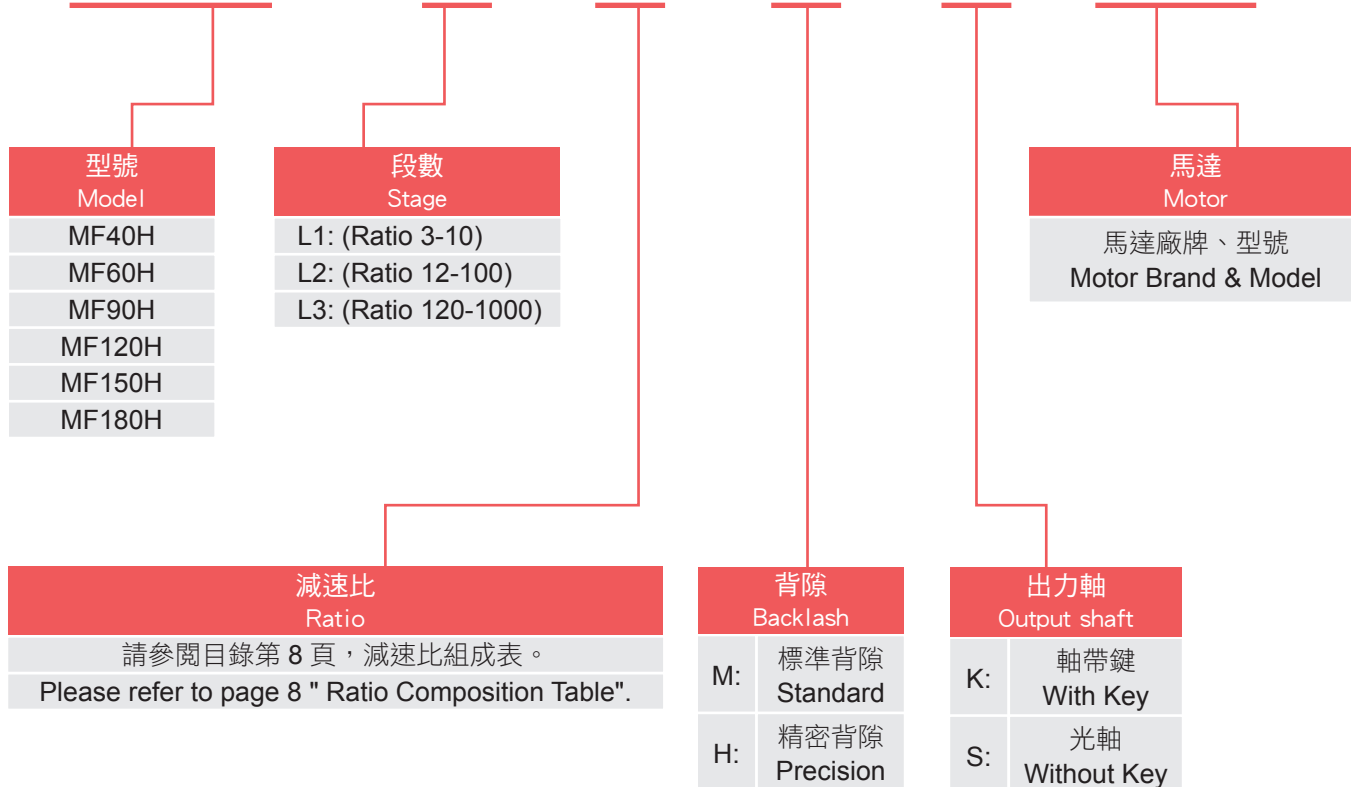 型號
Model
MF40H
MF60H
MF90H
MF120H
MF150H
MF180H
段數
Stage
L1: (Ratio 3-10)
L2: (Ratio 12-100)
L3: (Ratio 120-1000)
馬達
Motor
馬達廠牌、型號
Motor Brand & Model
減速比
Ratio
請參閱目錄第 8 頁，減速比組成表。
Please refer to page 8 " Ratio Composition Table".
背隙
Backlash
M: 標準背隙
Standard
H: 精密背隙
Precision
出力軸
Output shaft
K: 軸帶鍵
With Key
S: 光軸
Without Key